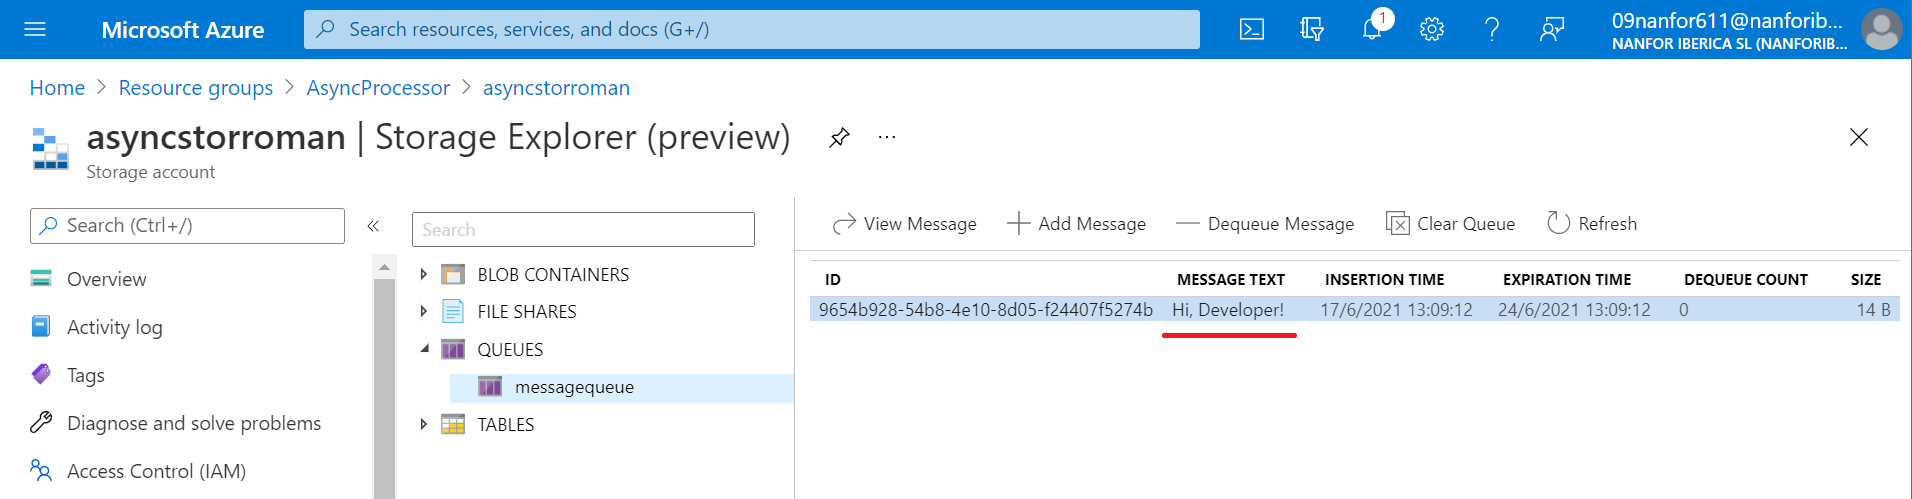 Microsoft Azure
Search resources, services, and docs (G+/)
1
09nanfor611@nanforib...
NANFOR IBERICA SL (NANFORIB...
Home > Resource groups > AsyncProcessor > asyncstorroman
asyncstorroman | Storage Explorer (preview)
...
Storage account
Search (Ctrl+/)
«
Overview
Activity log
Tags
Diagnose and solve problems
Access Control (IAM)
Search
BLOB CONTAINERS
FILE SHARES
QUEUES
messagequeue
TABLES
View Message Add Message Dequeue Message Clear Queue Refresh
ID MESSAGE TEXT INSERTION TIME EXPIRATION TIME DEQUEUE COUNT SIZE
9654b928-54b8-4e10-8d05-f24407f5274b Hi, Developer! 17/6/2021 13:09:12 24/6/2021 13:09:12 0 14 B